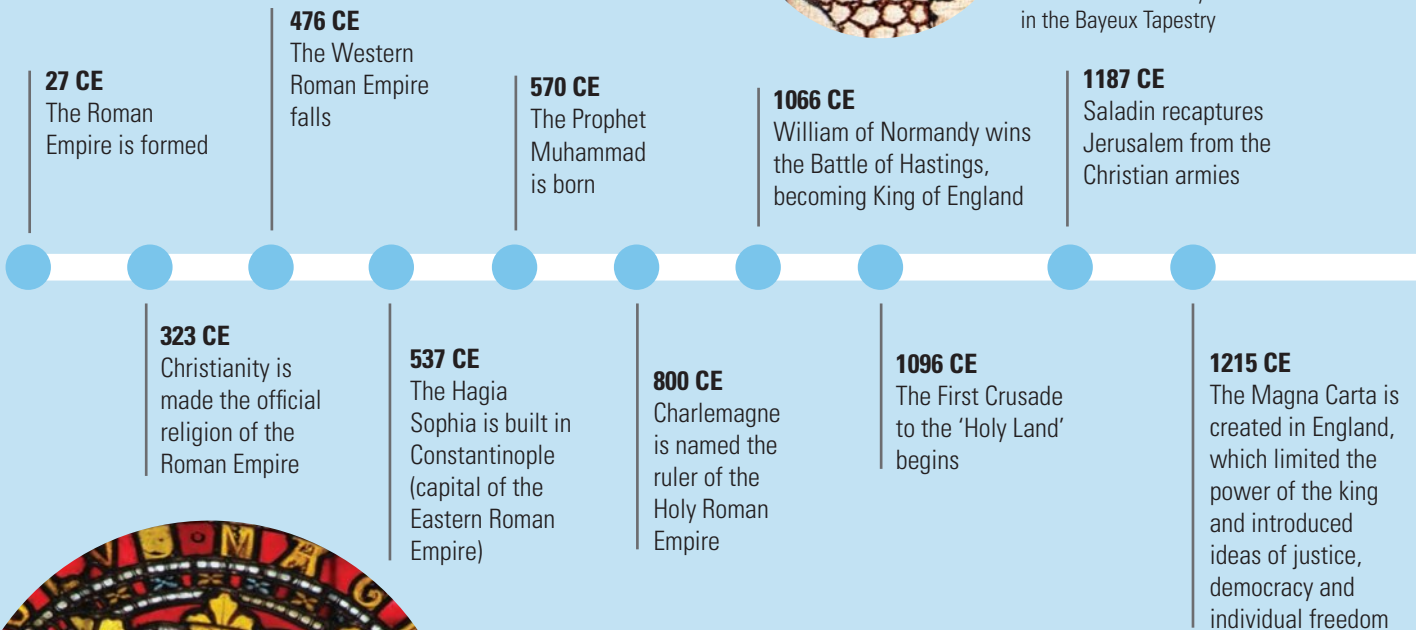 in the Bayeux Tapestry
27 CE
The Roman
Empire is formed
476 CE
The Western
Roman Empire
falls
570 CE
The Prophet
Muhammad
is born
1066 CE
William of Normandy wins
the Battle of Hastings,
becoming King of England
1187 CE
Saladin recaptures
Jerusalem from the
Christian armies
323 CE
Christianity is
made the official
religion of the
Roman Empire
537 CE
The Hagia
Sophia is built in
Constantinople
(capital of the
Eastern Roman
Empire)
800 CE
Charlemagne
is named the
ruler of the
Holy Roman
Empire
1096 CE
The First Crusade
to the ‘Holy Land’
begins
1215 CE
The Magna Carta is
created in England,
which limited the
power of the king
and introduced
ideas of justice,
democracy and
individual freedom